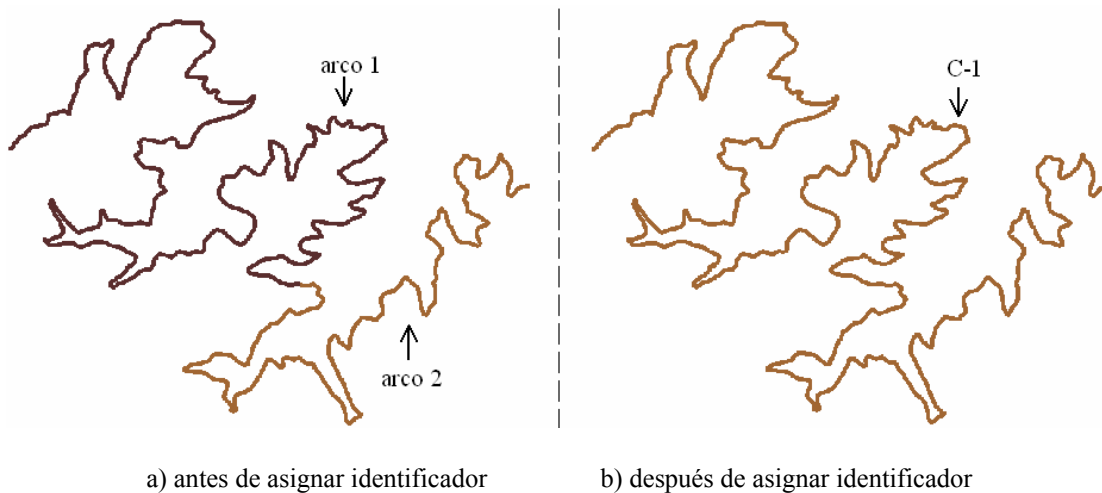 arco 1
C-1
arco 2
a) antes de asignar identificador
b) después de asignar identificador